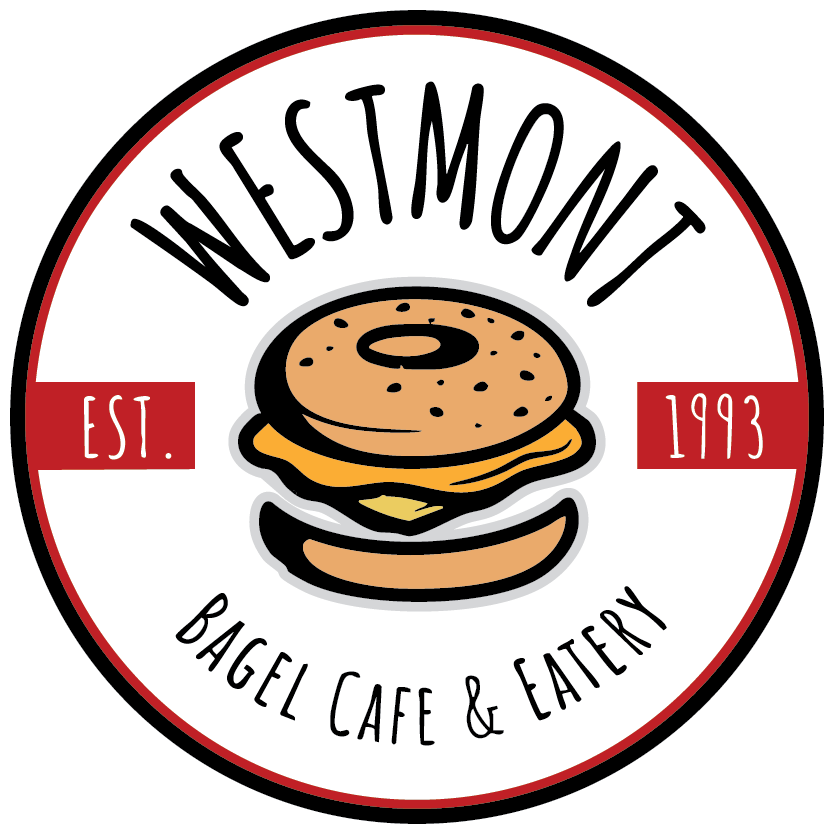 WESTMONT
EST.
1993
BAGEL CAFE & EATERY